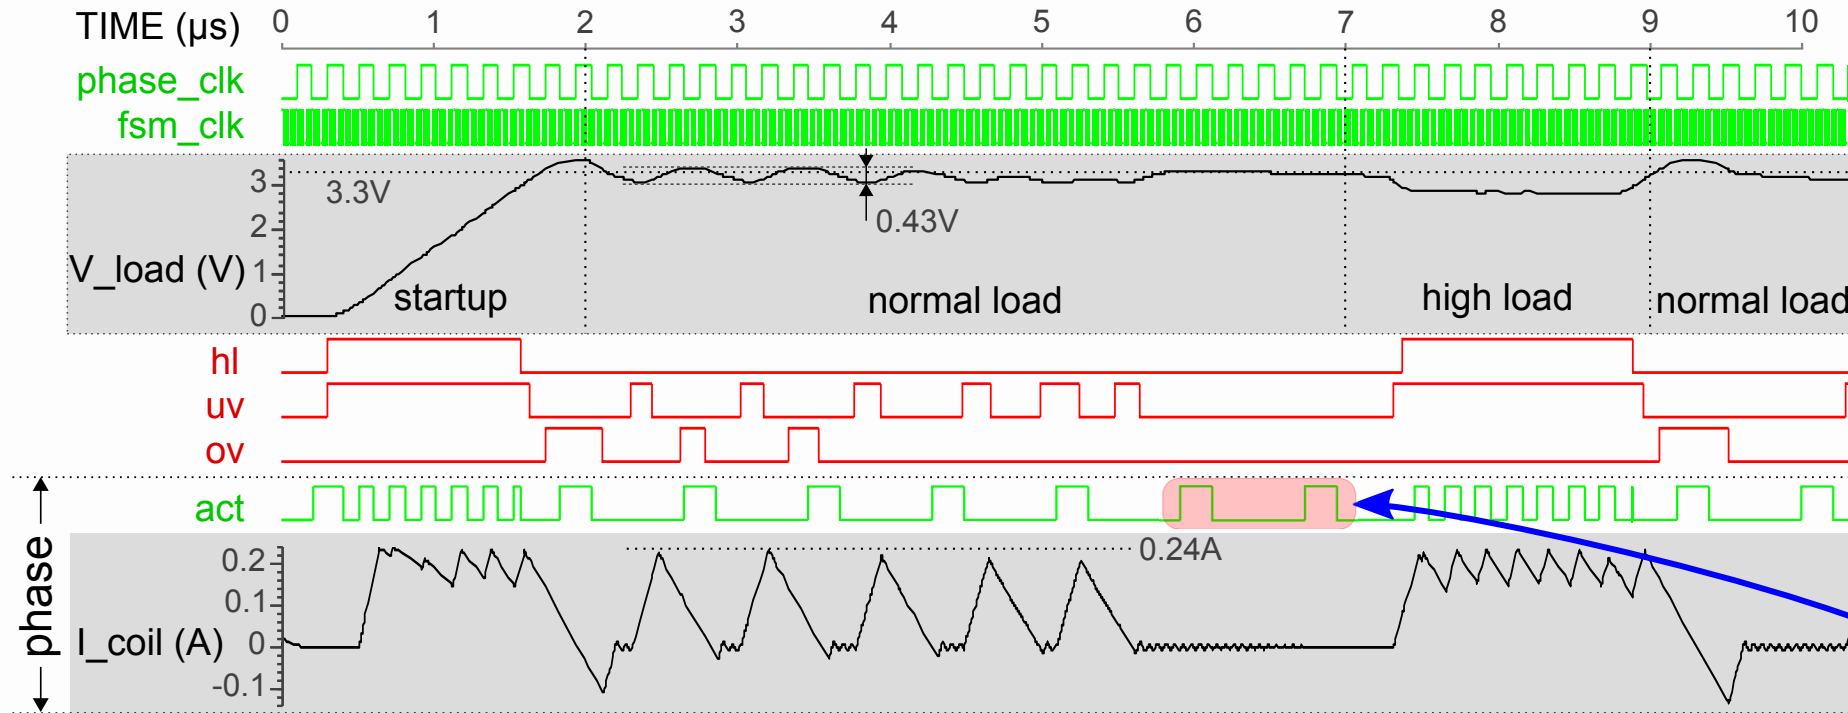 TIME (µs) 0 1 2 3 4 5 6 7 8 9 10
phase_clk
fsm_clk
3
3.3V
2
0.43V
V_load (V)
1
startup
normal load
high load
normal load
0
hl
uv
ov
act
phase
0.2
0.24A
0.1
I_coil (A)
0
-0.1